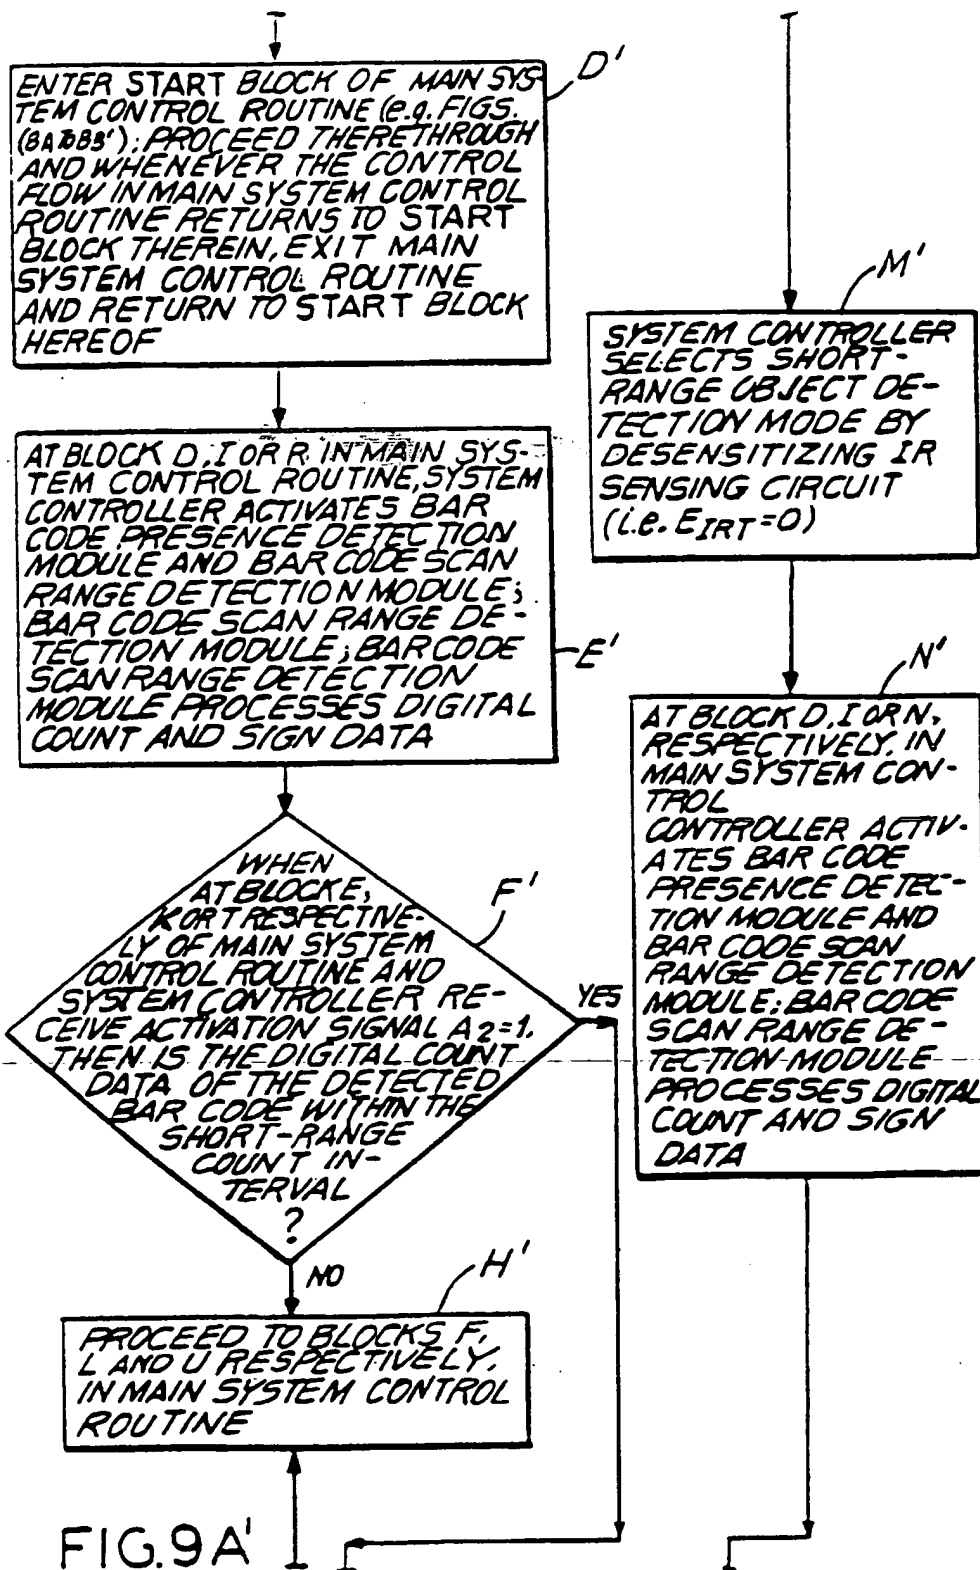 D'
ENTER START BLOCK OF MAIN SYS-
TEM CONTROL ROUTINE (e.g. FIGS.
(8A TO 8B'); PROCEED THERETHROUGH
AND WHENEVER THE CONTROL
FLOW IN MAIN SYSTEM CONTROL
ROUTINE RETURNS TO START
BLOCK THEREIN, EXIT MAIN
SYSTEM CONTROL ROUTINE
AND RETURN TO START BLOCK
HEREOF
AT BLOCK D, I OR R IN MAIN SYS-
TEM CONTROL ROUTINE, SYSTEM
CONTROLLER ACTIVATES BAR
CODE PRESENCE DETECTION
MODULE AND BAR CODE SCAN
RANGE DETECTION MODULE;
BAR CODE SCAN RANGE DE-
TECTION MODULE; BAR CODE
SCAN RANGE DETECTION
MODULE PROCESSES DIGITAL
COUNT AND SIGN DATA
E'
WHEN
AT BLOCK E,
K OR T RESPECTIVE-
LY OF MAIN SYSTEM
CONTROL ROUTINE AND
SYSTEM CONTROLLER RE-
CEIVE ACTIVATION SIGNAL A2=1,
THEN IS THE DIGITAL COUNT
DATA OF THE DETECTED
BAR CODE WITHIN THE
SHORT-RANGE
COUNT IN-
TERVAL
?
F'
YES
NO
H'
PROCEED TO BLOCKS F,
L AND U RESPECTIVELY,
IN MAIN SYSTEM CONTROL
ROUTINE
M'
SYSTEM CONTROLLER
SELECTS SHORT-
RANGE OBJECT DE-
TECTION MODE BY
DESENSITIZING IR
SENSING CIRCUIT
(i.e. EIRT=0)
N'
AT BLOCK D, I OR N,
RESPECTIVELY, IN
MAIN SYSTEM CON-
TROL
CONTROLLER ACTIV-
ATES BAR CODE
PRESENCE DETEC-
TION MODULE AND
BAR CODE SCAN
RANGE DETECTION
MODULE; BAR CODE
SCAN RANGE DE-
TECTION MODULE
PROCESSES DIGITAL
COUNT AND SIGN
DATA
FIG. 9A'